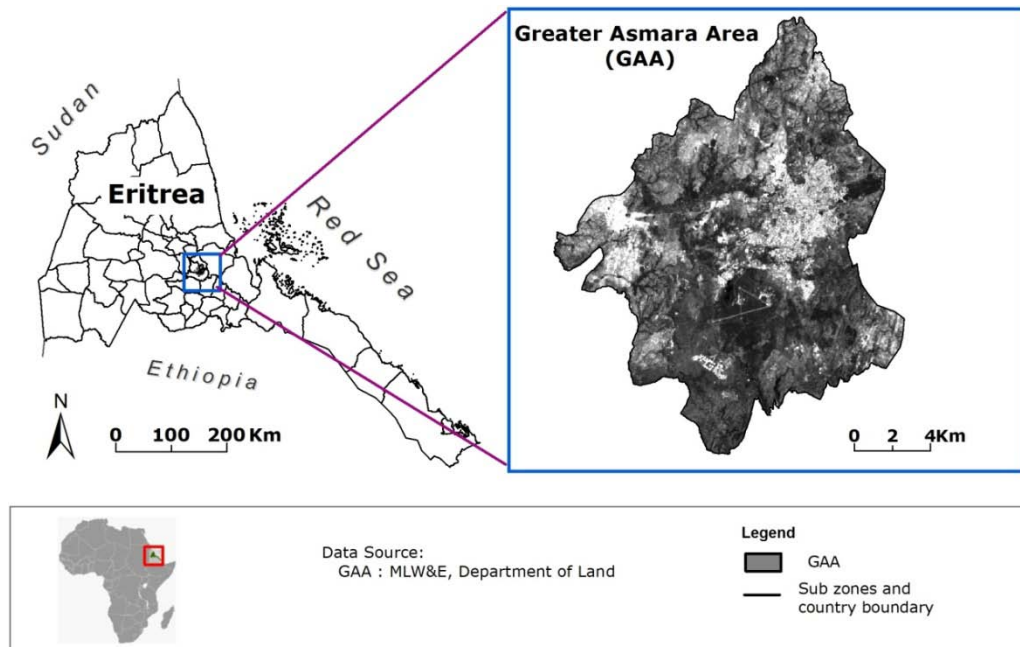 Greater Asmara Area
(GAA)
Sudan
Eritrea
Red Sea
Ethiopia
N
0 100 200 Km
0 2 4Km
Data Source:
GAA : MLW&E, Department of Land
Legend
GAA
Sub zones and
country boundary